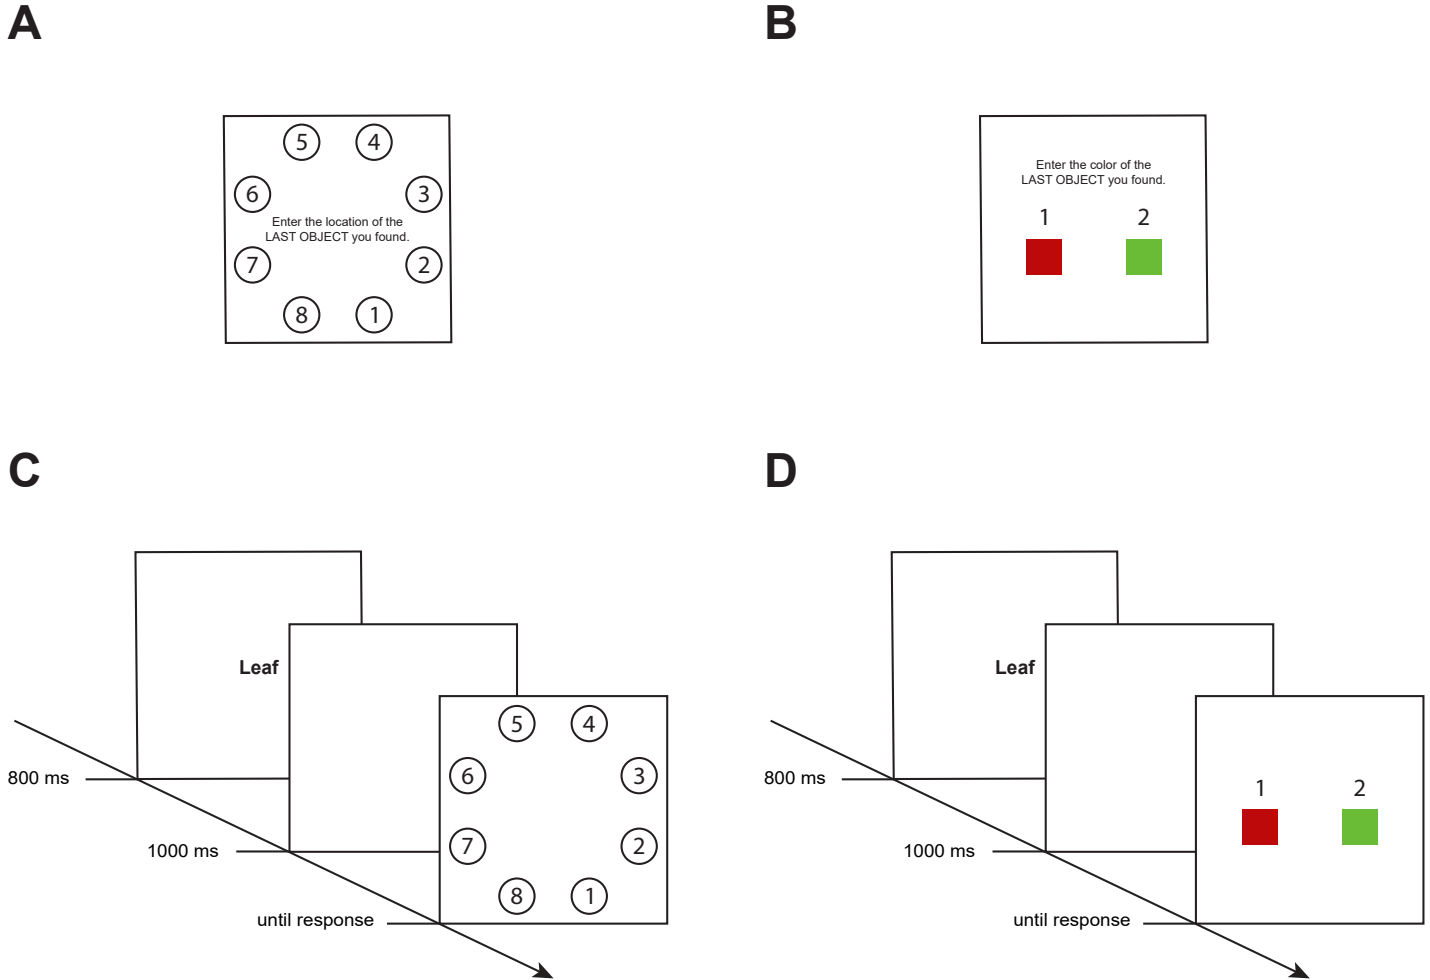 A
5 4
6 3
Enter the location of the
LAST OBJECT you found.
7 2
8 1
B
Enter the color of the
LAST OBJECT you found.
1 2
C
Leaf
5 4
6 3
7 2
8 1
800 ms
1000 ms
until response
D
Leaf
1 2
800 ms
1000 ms
until response